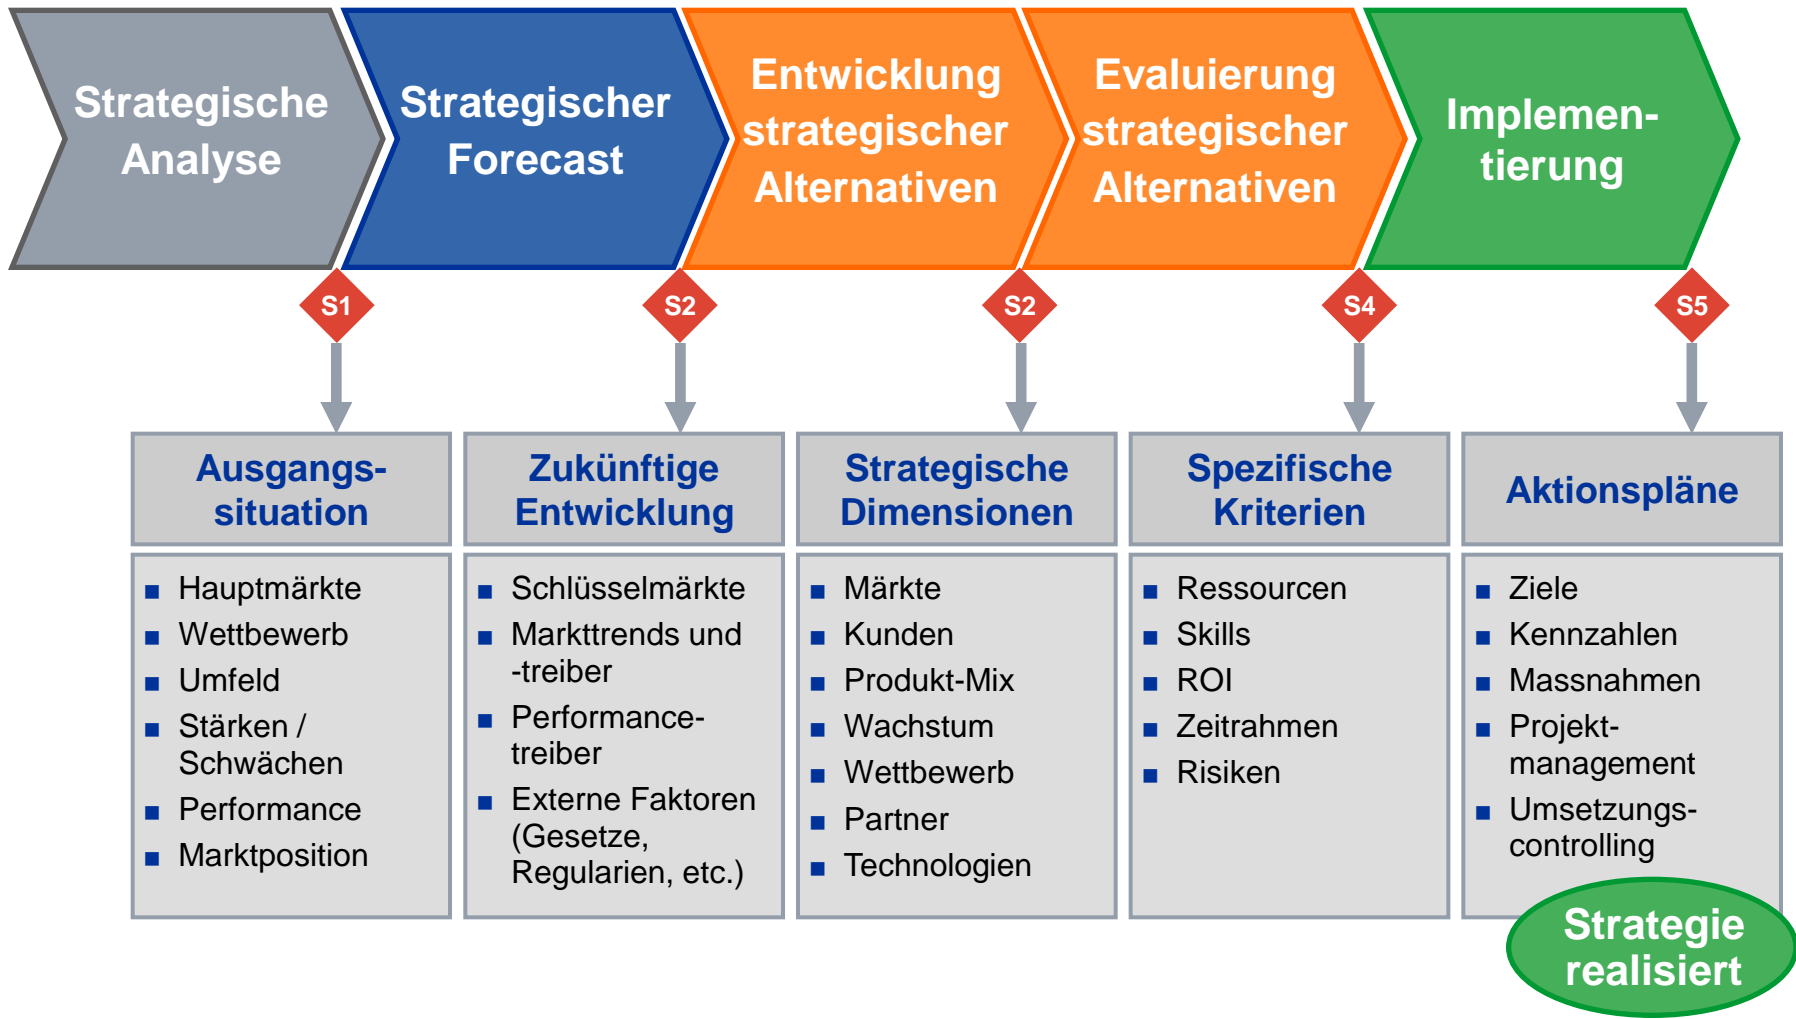 Strategische
Analyse
Strategischer
Forecast
Entwicklung
strategischer
Alternativen
Evaluierung
strategischer
Alternativen
Implemen-
tierung
S1
S2
S2
S4
S5
Ausgangs-
situation
Hauptmärkte
Wettbewerb
Umfeld
Stärken /
Schwächen
Performance
Marktposition
Zukünftige
Entwicklung
Schlüsselmärkte
Markttrends und
-treiber
Performance-
treiber
Externe Faktoren
(Gesetze,
Regularien, etc.)
Strategische
Dimensionen
Märkte
Kunden
Produkt-Mix
Wachstum
Wettbewerb
Partner
Technologien
Spezifische
Kriterien
Ressourcen
Skills
ROI
Zeitrahmen
Risiken
Aktionspläne
Ziele
Kennzahlen
Massnahmen
Projekt-
management
Umsetzungs-
controlling
Strategie
realisiert